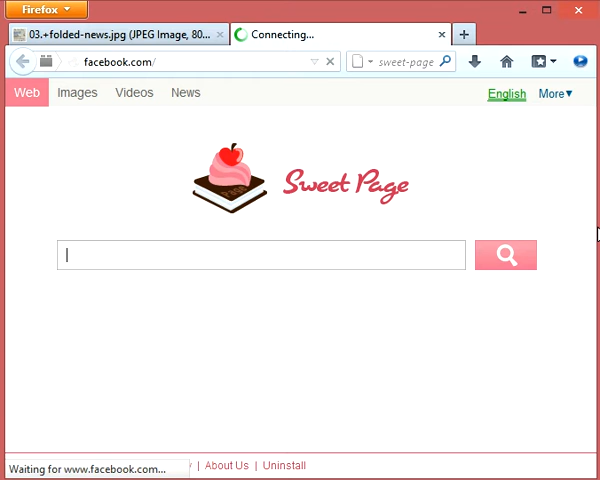 Firefox
03.+folded-news.jpg (JPEG Image, 80...
Connecting...
facebook.com/
sweet-page
Web Images Videos News English More
Sweet Page
| About Us | Uninstall
Waiting for www.facebook.com...